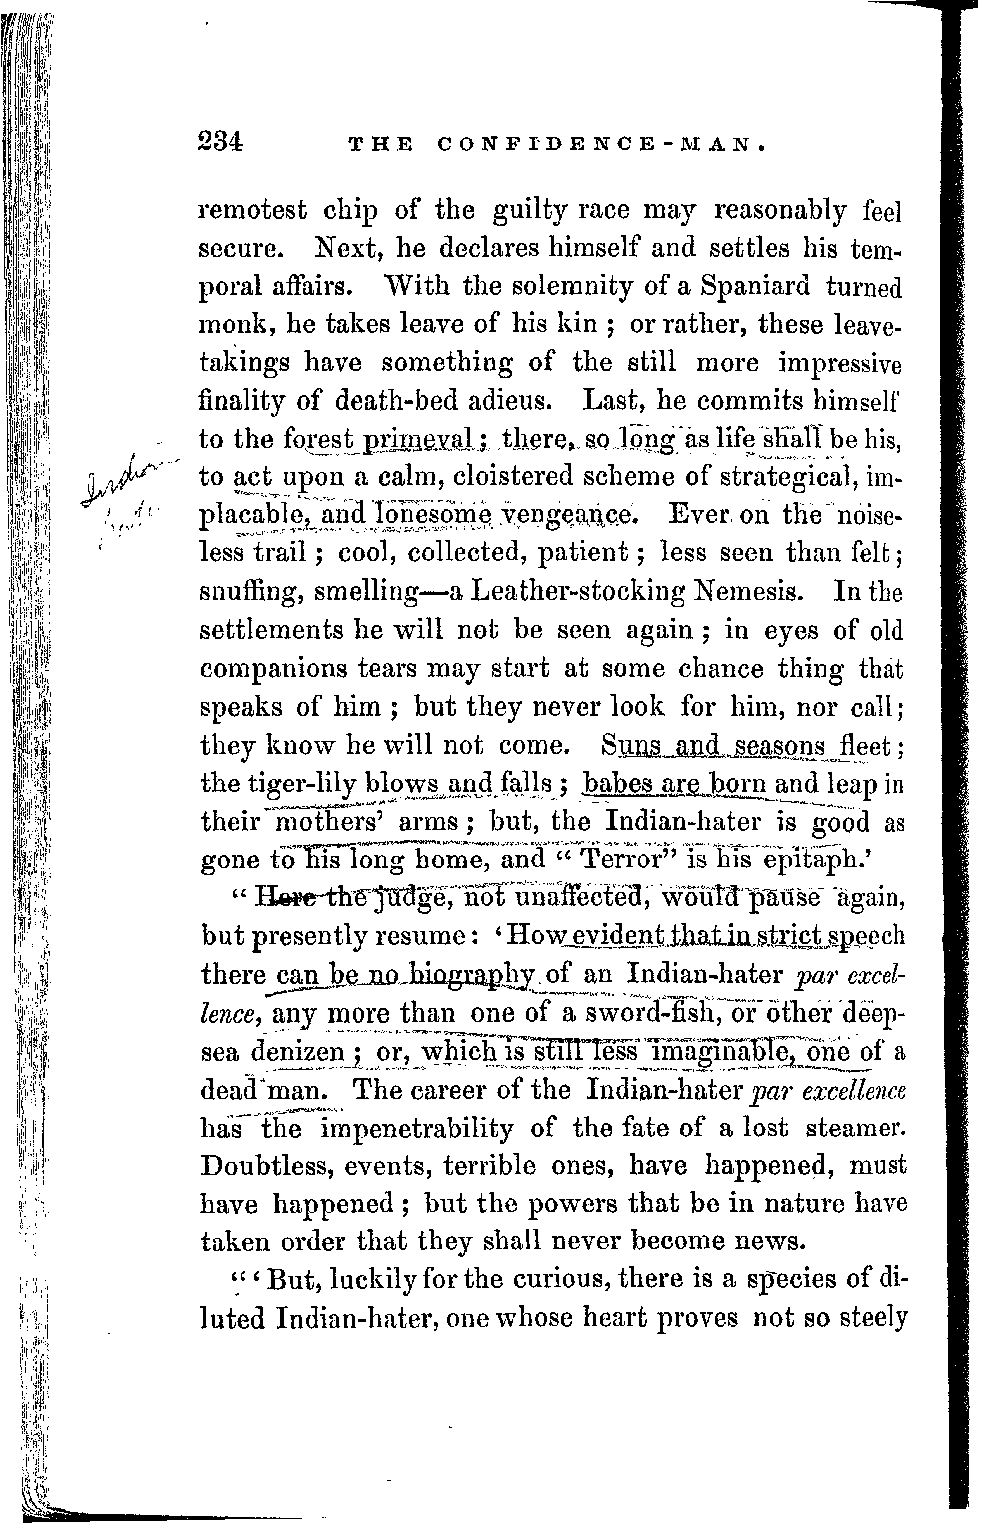 234 THE CONFIDENCE-MAN.
remotest chip of the guilty race may reasonably feel
secure. Next, he declares himself and settles his tem-
poral affairs. With the solemnity of a Spaniard turned
monk, he takes leave of his kin ; or rather, these leave-
takings have something of the still more impressive
finality of death-bed adieus. Last, he commits himself
to the forest primeval ; there, so long as life shall be his,
to act upon a calm, cloistered scheme of strategical, im-
placable, and lonesome vengeance. Ever on the noise-
less trail ; cool, collected, patient ; less seen than felt ;
snuffing, smelling—a Leather-stocking Nemesis. In the
settlements he will not be seen again ; in eyes of old
companions tears may start at some chance thing that
speaks of him ; but they never look for him, nor call ;
they know he will not come. Suns and seasons fleet ;
the tiger-lily blows and falls ; babes are born and leap in
their mothers' arms ; but, the Indian-hater is good as
gone to his long home, and “ Terror” is his epitaph.’
“ Here the judge, not unaffected, would pause again,
but presently resume : ‘ How evident that in strict speech
there can be no biography of an Indian-hater par excel-
lence, any more than one of a sword-fish, or other deep-
sea denizen ; or, which is still less imaginable, one of a
dead man. The career of the Indian-hater par excellence
has the impenetrability of the fate of a lost steamer.
Doubtless, events, terrible ones, have happened, must
have happened ; but the powers that be in nature have
taken order that they shall never become news.
“ ‘ But, luckily for the curious, there is a species of di-
luted Indian-hater, one whose heart proves not so steely